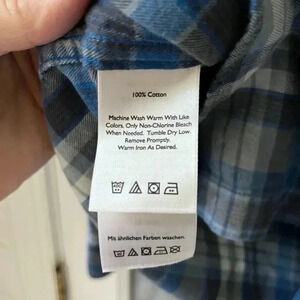 100% Cotton
Machine Wash Warm With Like
Colors. Only Non-Chlorine Bleach
When Needed. Tumble Dry Low.
Remove Promptly.
Warm Iron As Desired.
Mit ähnlichen Farben waschen.